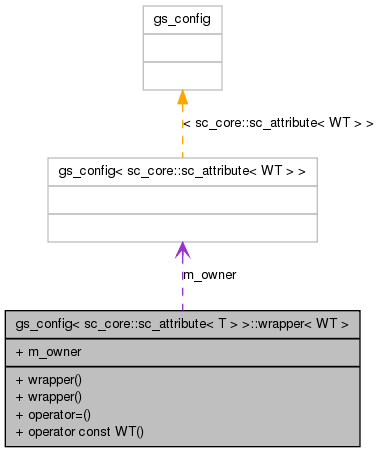 gs_config
< sc_core::sc_attribute< WT > >
gs_config< sc_core::sc_attribute< WT > >
m_owner
gs_config< sc_core::sc_attribute< T > >::wrapper< WT >
+ m_owner
+ wrapper()
+ wrapper()
+ operator=()
+ operator const WT()